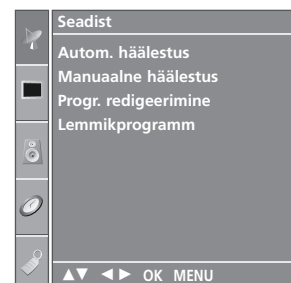 Seadist
Autom. häälestus
Manuaalne häälestus
Progr. redigeerimine
Lemmikprogramm
▲▼ ◄► OK MENU